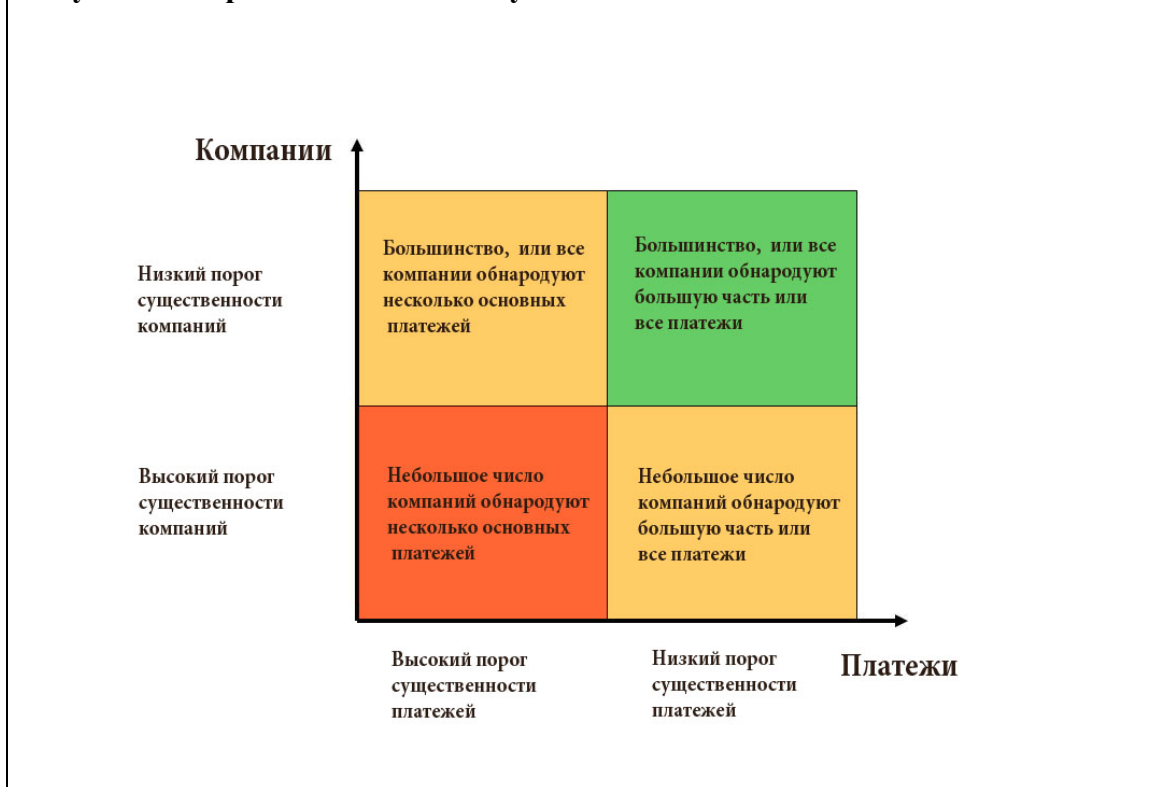 Компании
Низкий порог
существенности
компаний
Большинство, или все
компании обнародуют
несколько основных
платежей
Большинство, или все
компании обнародуют
большую часть или
все платежи
Высокий порог
существенности
компаний
Небольшое число
компаний обнародуют
несколько основных
платежей
Небольшое число
компаний обнародуют
большую часть или
все платежи
Высокий порог
существенности
платежей
Низкий порог
существенности
платежей
Платежи